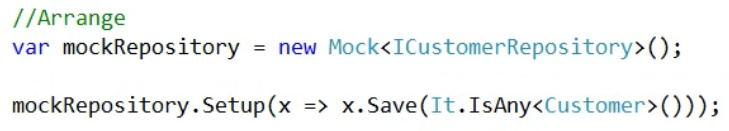 //Arrange
var mockRepository = new Mock<ICustomerRepository>();
mockRepository.Setup(x => x.Save(It.IsAny<Customer>()));